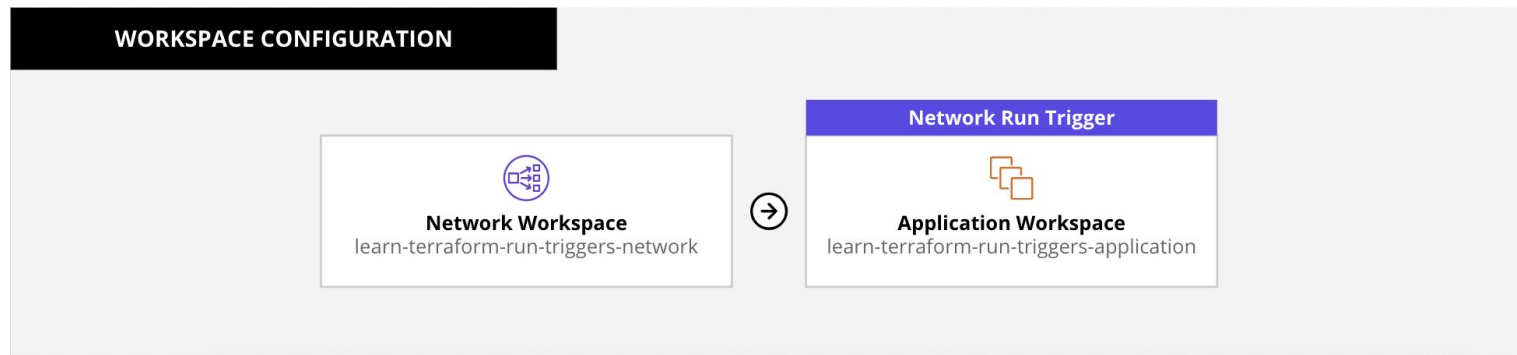 WORKSPACE CONFIGURATION
Network Workspace
learn-terraform-run-triggers-network
Network Run Trigger
Application Workspace
learn-terraform-run-triggers-application